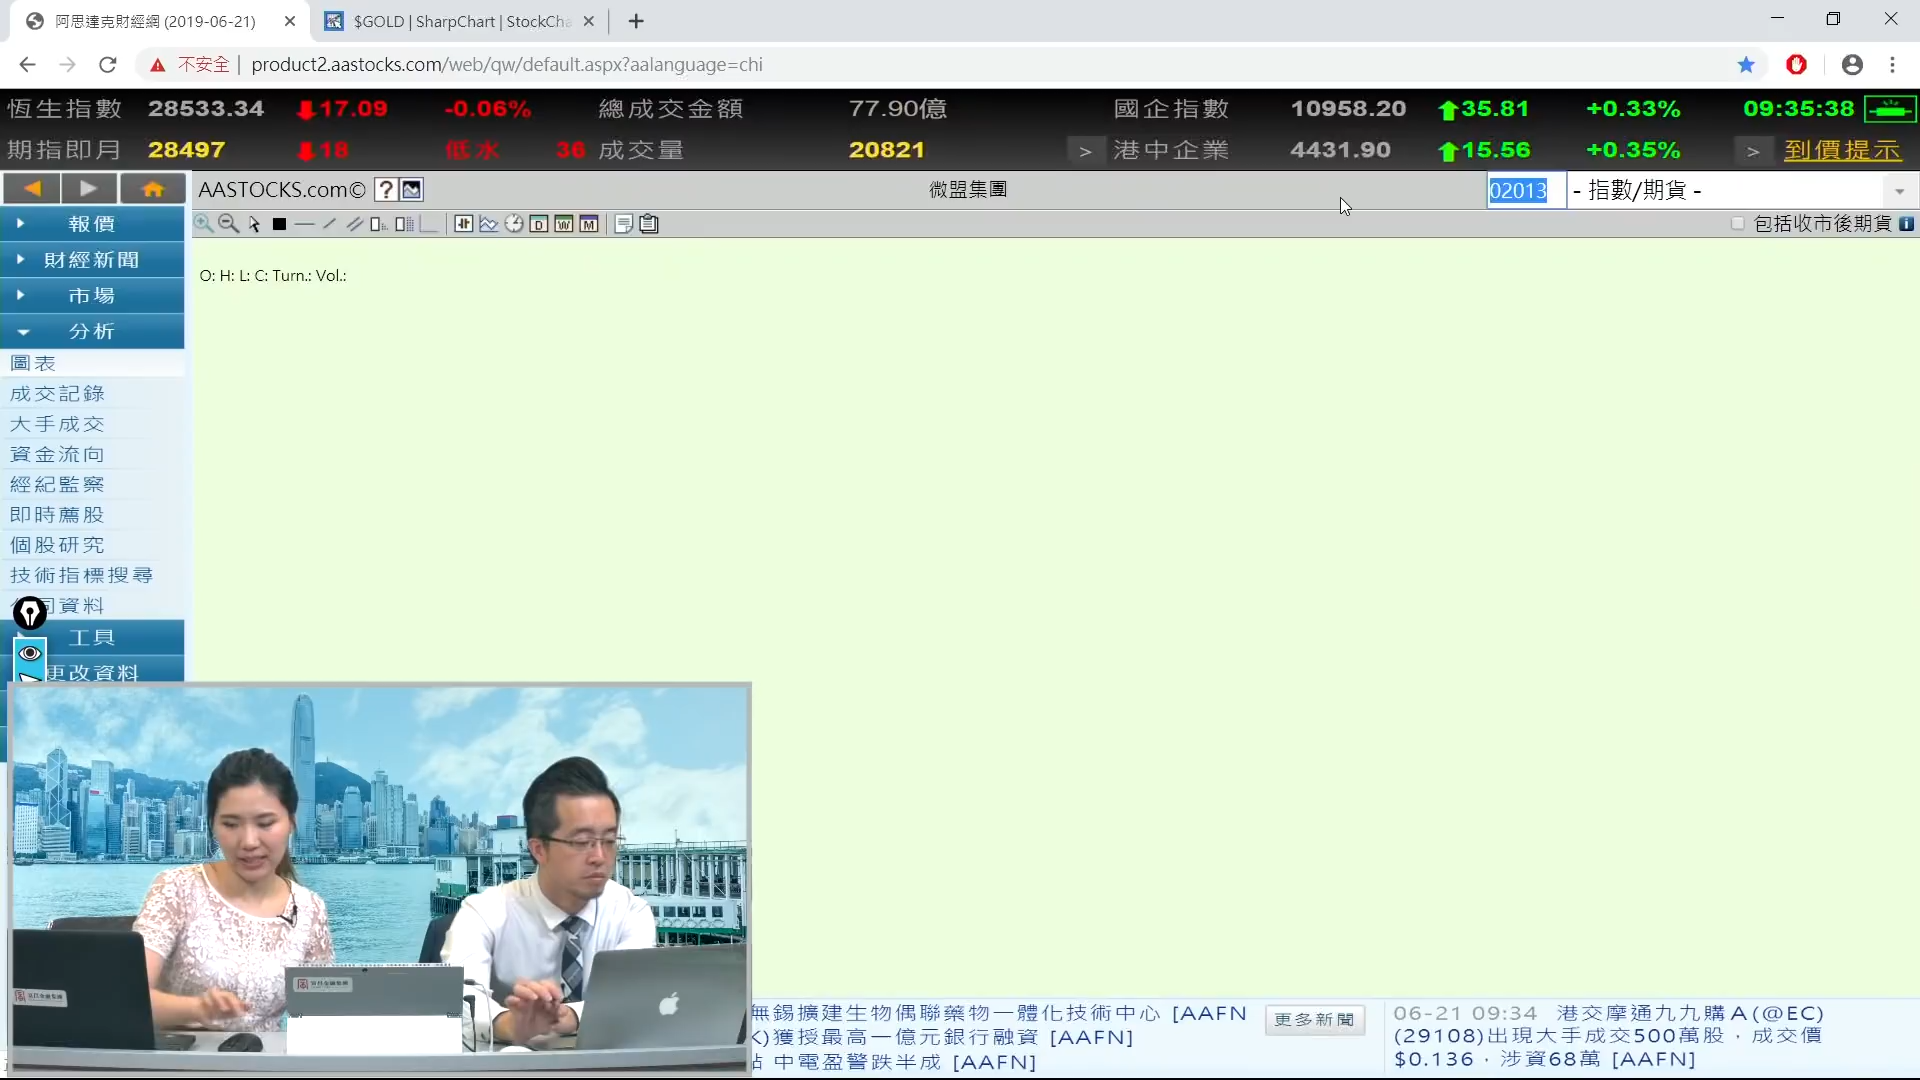 阿思達克財經網 (2019-06-21)
$GOLD | SharpChart | StockCha
不安全 | product2.aastocks.com/web/qw/default.aspx?aalanguage=chi
恆生指數 28533.34 17.09 -0.06% 總成交金額 77.90億 國企指數 10958.20 35.81 +0.33% 09:35:38
期指即月 28497 18 低水 36 成交量 20821 > 港中企業 4431.90 15.56 +0.35% > 到價提示
AASTOCKS.com© ? 微盟集團 02013 - 指數/期貨 -
D W M 包括收市後期貨 i
O: H: L: C: Turn.: Vol.:
報價
財經新聞
市場
分析
圖表
成交記錄
大手成交
資金流向
經紀監察
即時薦股
個股研究
技術指標搜尋
司資料
工具
更改資料
無錫擴建生物偶聯藥物一體化技術中心 [AAFN
K)獲授最高一億元銀行融資 [AAFN]
中電盈警跌半成 [AAFN]
更多新聞
06-21 09:34 港交摩通九九購A(@EC)
(29108)出現大手成交500萬股，成交價
$0.136，涉資68萬 [AAFN]